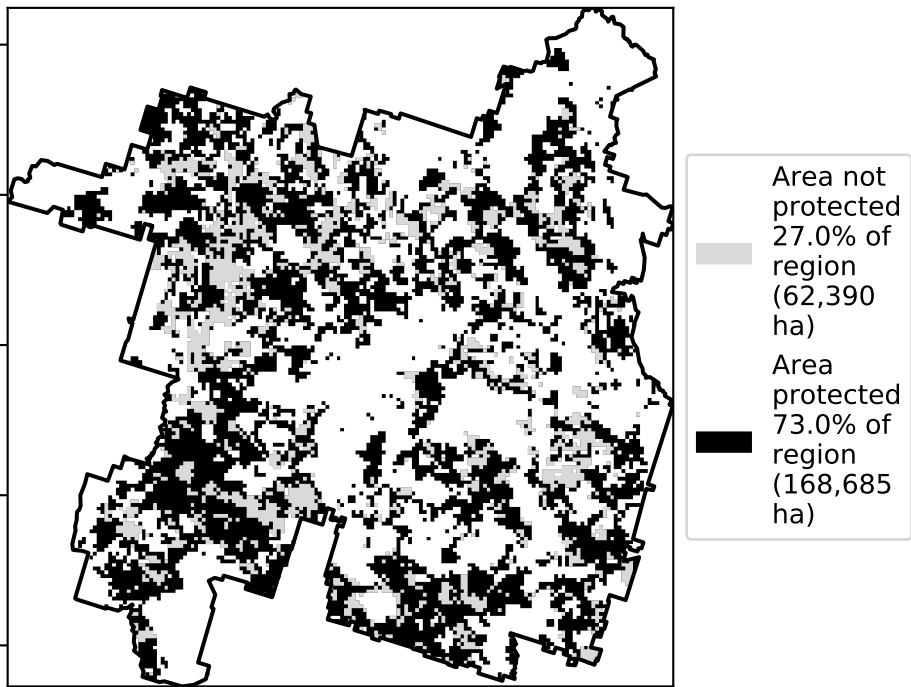 Area not
protected
27.0% of
region
(62,390
ha)
Area
protected
73.0% of
region
(168,685
ha)